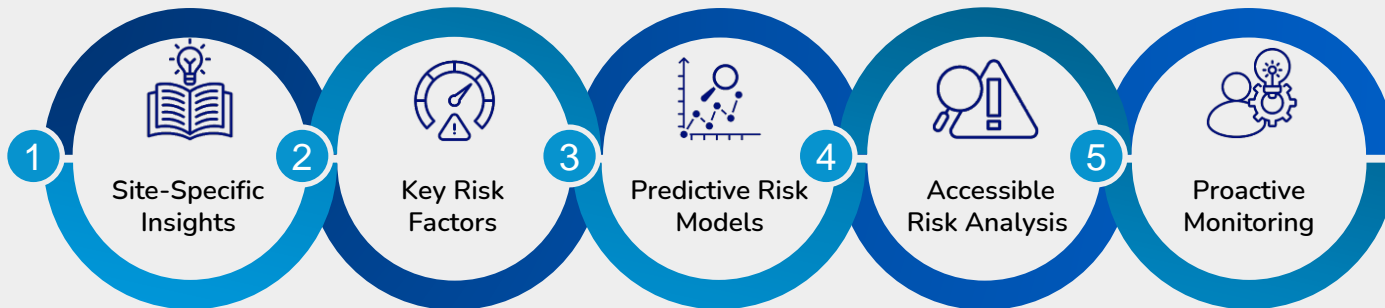 1
Site-Specific
Insights
2
Key Risk
Factors
3
Predictive Risk
Models
4
Accessible
Risk Analysis
5
Proactive
Monitoring